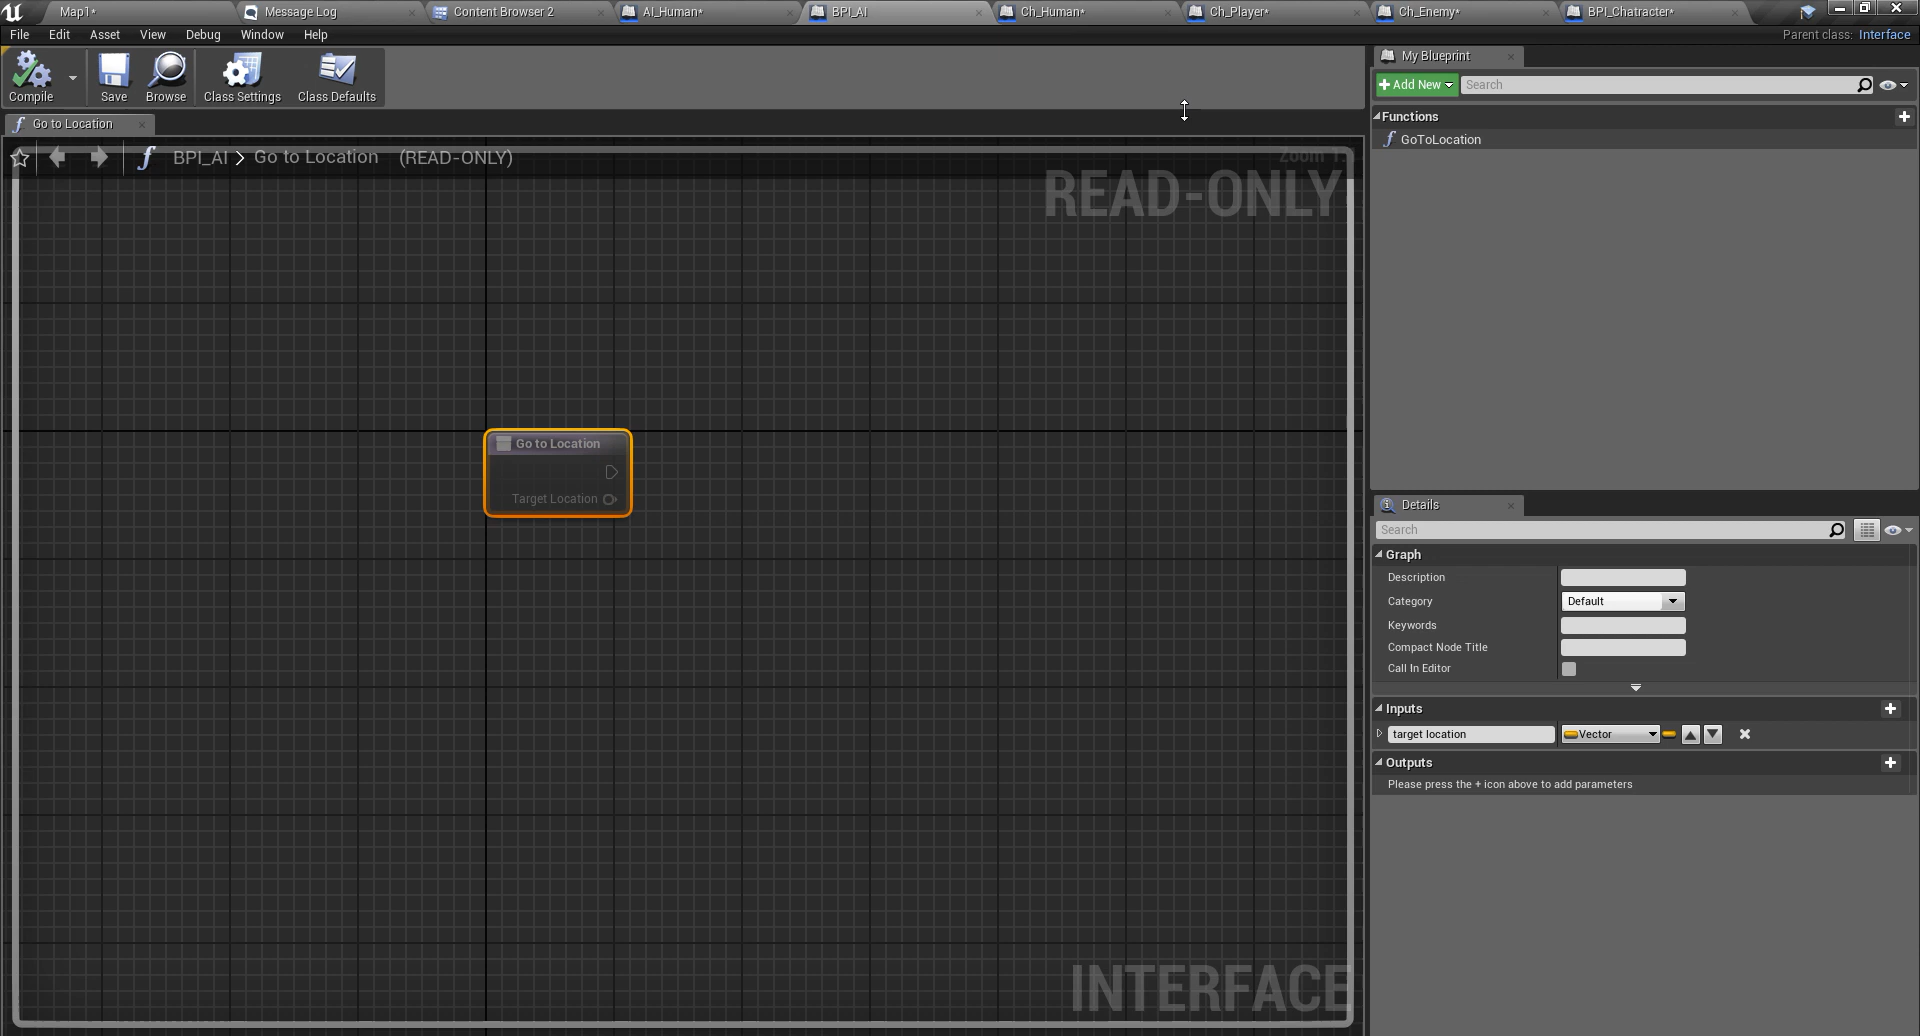 Map1*
Message Log
Content Browser 2
AI_Human*
BPI_AI
Ch_Human*
Ch_Player*
Ch_Enemy*
BPI_Chatracter*
File Edit Asset View Debug Window Help
Parent class: Interface
Compile
Save
Browse
Class Settings
Class Defaults
Go to Location
BPI_AI > Go to Location (READ-ONLY)
READ-ONLY
Go to Location
Target Location
INTERFACE
My Blueprint
+ Add New
Search
Functions
GoToLocation
Details
Search
Graph
Description
Category Default
Keywords
Compact Node Title
Call In Editor
Inputs
target location Vector
Outputs
Please press the + icon above to add parameters